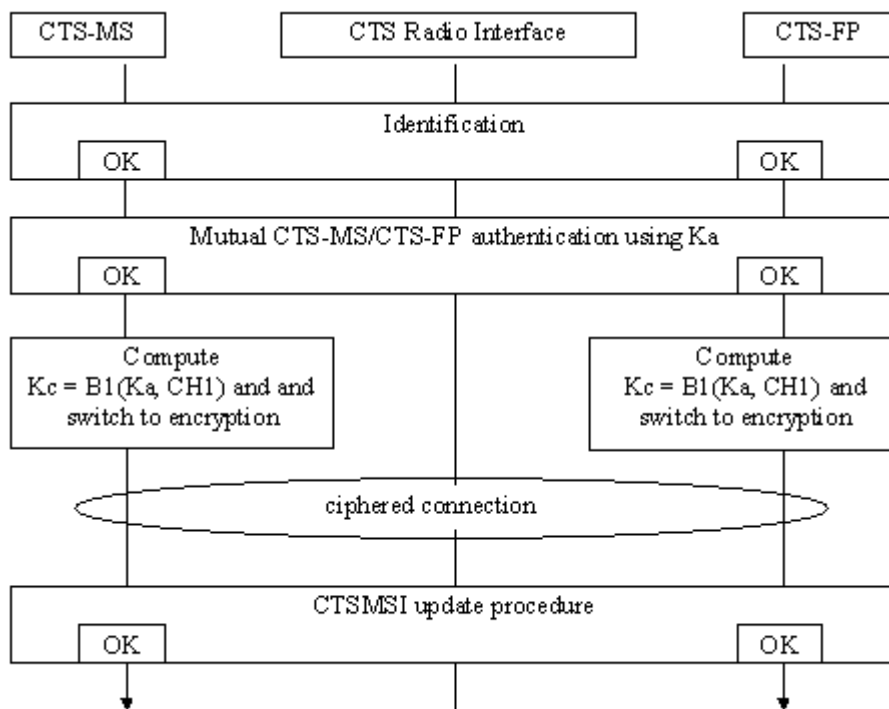 CTS-MS
CTS Radio Interface
CTS-FP
Identification
OK
OK
Mutual CTS-MS/CTS-FP authentication using Ka
OK
OK
Compute
Kc = B1(Ka, CH1) and and
switch to encryption
Compute
Kc = B1(Ka, CH1) and
switch to encryption
ciphered connection
CTSMSI update procedure
OK
OK